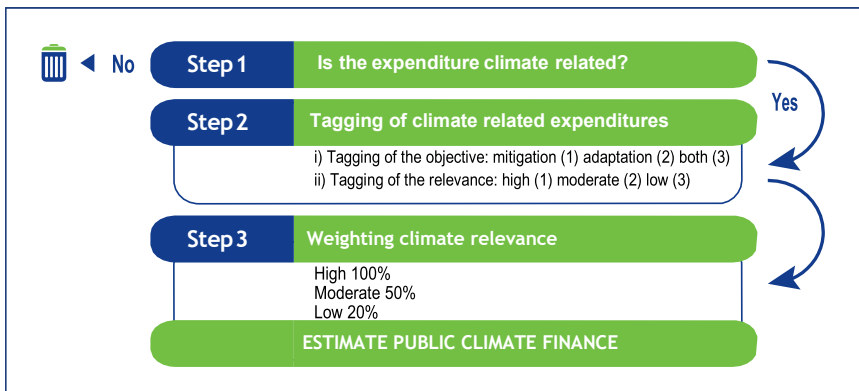 No
Step 1
Is the expenditure climate related?
Yes
Step 2
Tagging of climate related expenditures
i) Tagging of the objective: mitigation (1) adaptation (2) both (3)
ii) Tagging of the relevance: high (1) moderate (2) low (3)
Step 3
Weighting climate relevance
High 100%
Moderate 50%
Low 20%
ESTIMATE PUBLIC CLIMATE FINANCE